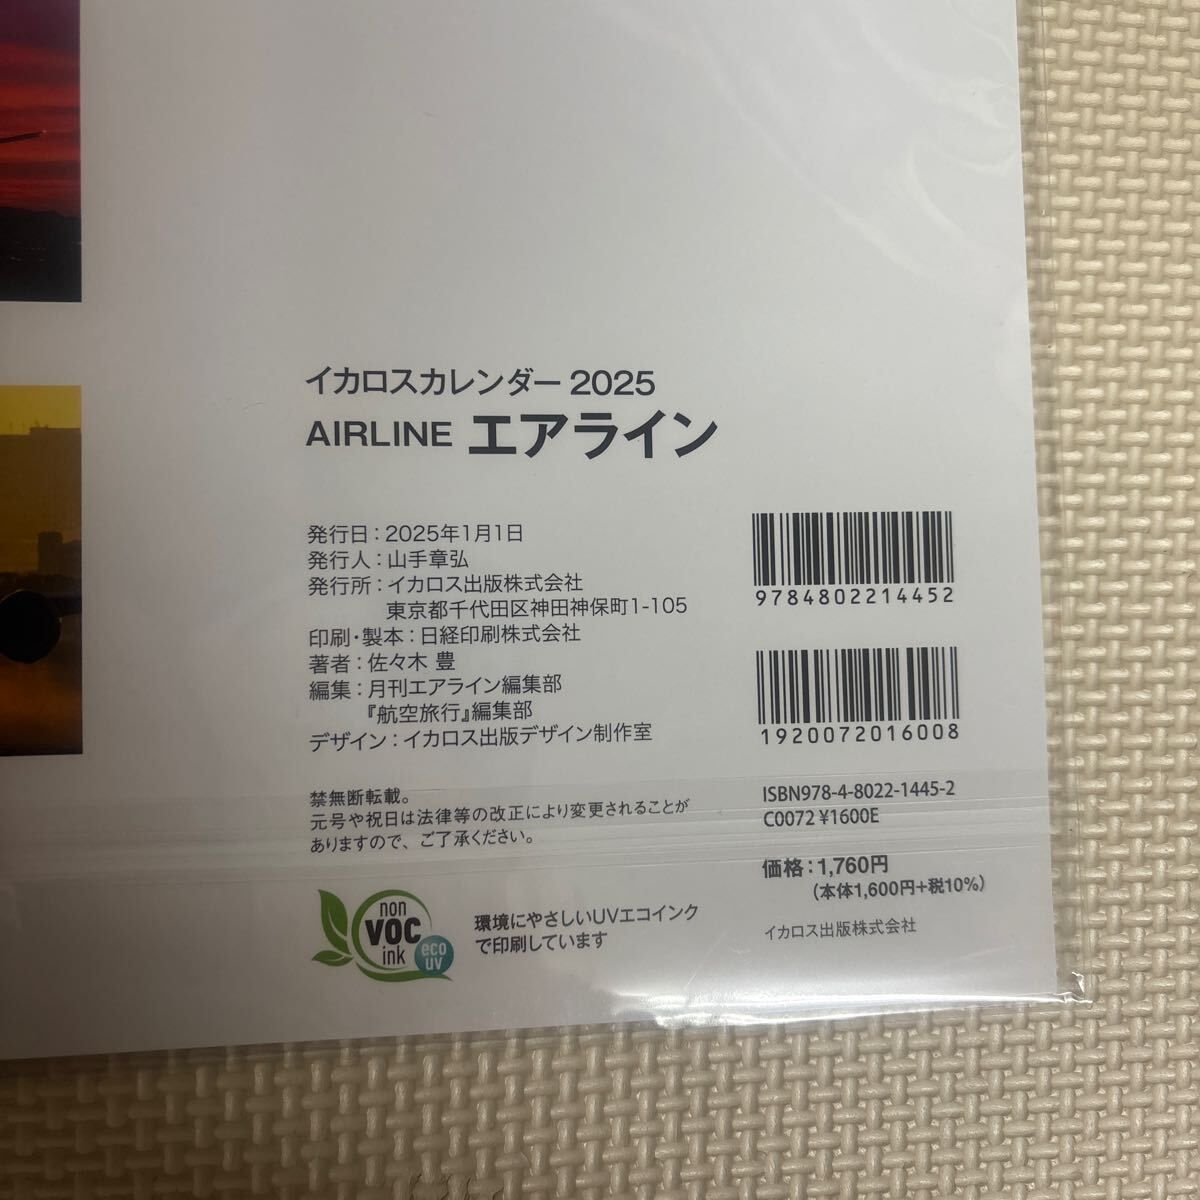 イカロスカレンダー 2025
AIRLINE エアライン
発行日：2025年1月1日
発行人：山手章弘
発行所：イカロス出版株式会社
東京都千代田区神田神保町1-105
印刷・製本：日経印刷株式会社
著者：佐々木 豊
編集：月刊エアライン編集部
『航空旅行』編集部
デザイン：イカロス出版デザイン制作室
禁無断転載。
元号や祝日は法律等の改正により変更されることが
ありますので、ご了承ください。
non
VOC
ink
eco
uv
環境にやさしいUVエコインク
で印刷しています
9784802214452
1920072016008
ISBN978-4-8022-1445-2
C0072 ¥1600E
価格：1,760円
（本体1,600円+税10%）
イカロス出版株式会社